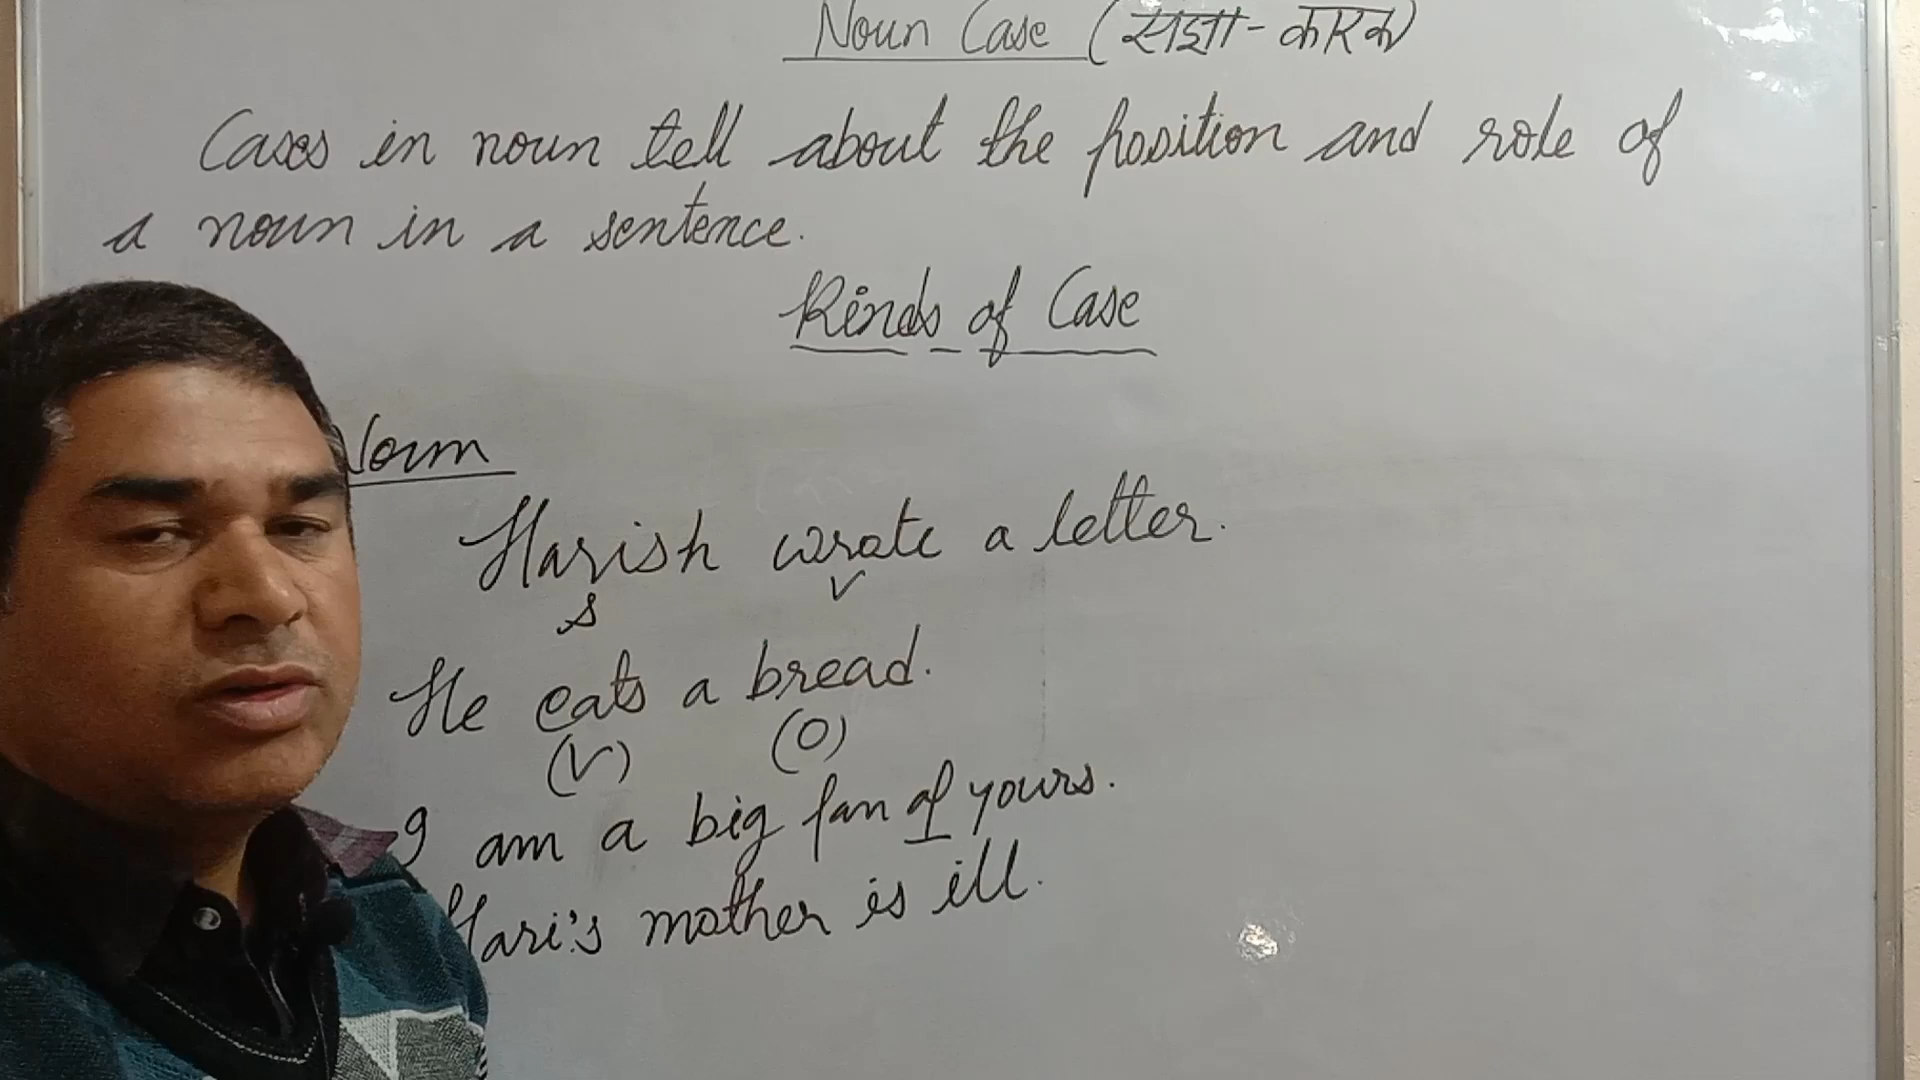 Noun Case (संज्ञा-कारक)
Cases in noun tell about the position and role of
a noun in a sentence.
Kinds of Case
Noun
Harish wrote a letter.
S V
He eats a bread.
(V) (O)
I am a big fan of yours.
Hari's mother is ill.